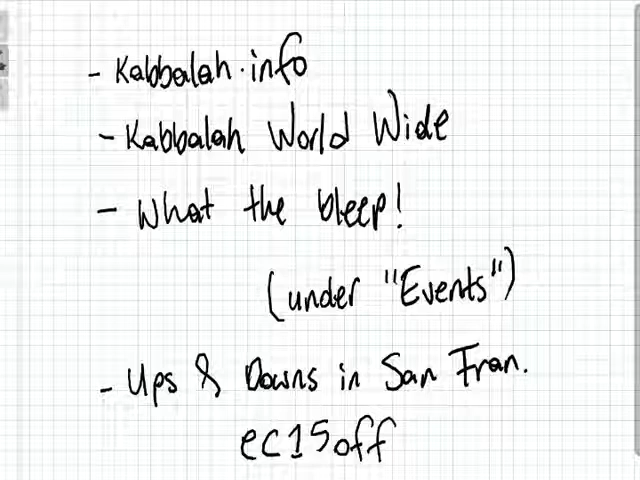 - Kabbalah.info
- Kabbalah World Wide
- What the bleep!
(under "Events")
- Ups & Downs in San Fran.
ec15off